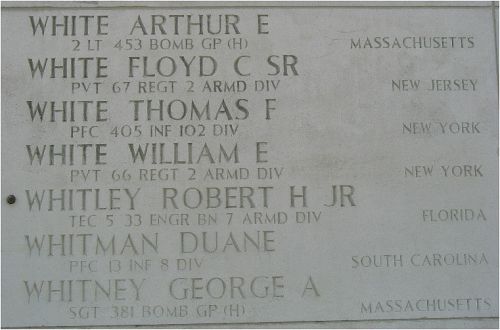 WHITE ARTHUR E
2 LT 453 BOMB GP (H) MASSACHUSETTS
WHITE FLOYD C SR
PVT 67 REGT 2 ARMD DIV NEW JERSEY
WHITE THOMAS F
PFC 405 INF 102 DIV NEW YORK
WHITE WILLIAM E
PVT 66 REGT 2 ARMD DIV NEW YORK
WHITLEY ROBERT H JR
TEC 5 33 ENGR BN 7 ARMD DIV FLORIDA
WHITMAN DUANE
PFC 13 INF 8 DIV SOUTH CAROLINA
WHITNEY GEORGE A
SGT 381 BOMB GP (H) MASSACHUSETTS